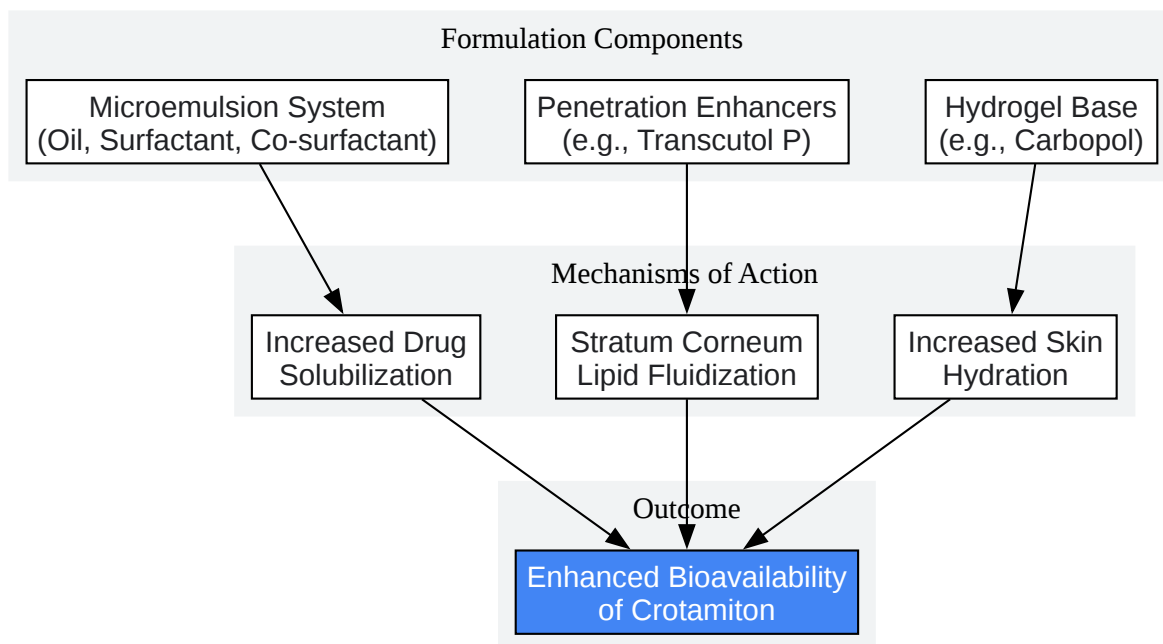 Formulation Components
Microemulsion System
(Oil, Surfactant, Co-surfactant)
Penetration Enhancers
(e.g., Transcutol P)
Hydrogel Base
(e.g., Carbopol)
Mechanisms of Action
Increased Drug
Solubilization
Stratum Corneum
Lipid Fluidization
Increased Skin
Hydration
Outcome
Enhanced Bioavailability
of Crotamiton